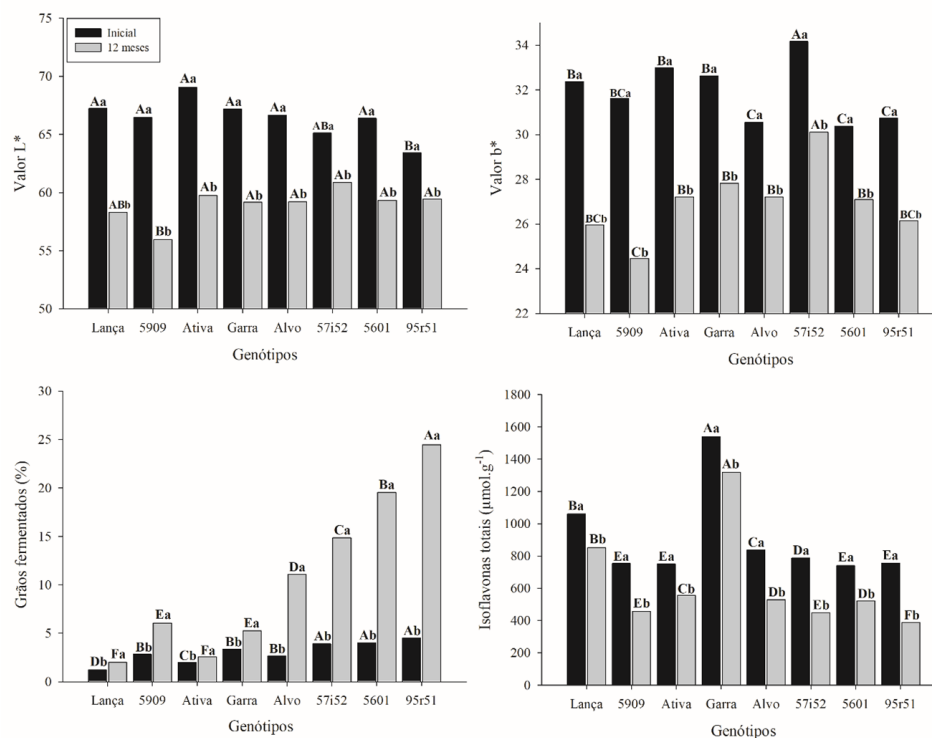 75
70
65
60
55
50
Valor L*
Inicial
12 meses
Aa Aa Aa Aa Aa ABa Aa Ba
ABb Bb Ab Ab Ab Ab Ab Ab
Lança 5909 Ativa Garra Alvo 57i52 5601 95r51
Genótipos
34
32
30
28
26
24
22
Valor b*
Ba BCa Ba Ba Ca Aa Ca Ca
BCb Cb Bb Bb Bb Ab Bb BCb
Lança 5909 Ativa Garra Alvo 57i52 5601 95r51
Genótipos
30
25
20
15
10
5
0
Grãos fermentados (%)
Db Bb Cb Bb Bb Ab Ab Ab
Fa Ea Fa Ea Da Ca Ba Aa
Lança 5909 Ativa Garra Alvo 57i52 5601 95r51
Genótipos
1800
1600
1400
1200
1000
800
600
400
200
0
Isoflavonas totais (µmol.g⁻¹)
Ba Ea Ea Aa Ca Da Ea Ea
Bb Eb Cb Ab Db Eb Db Fb
Lança 5909 Ativa Garra Alvo 57i52 5601 95r51
Genótipos